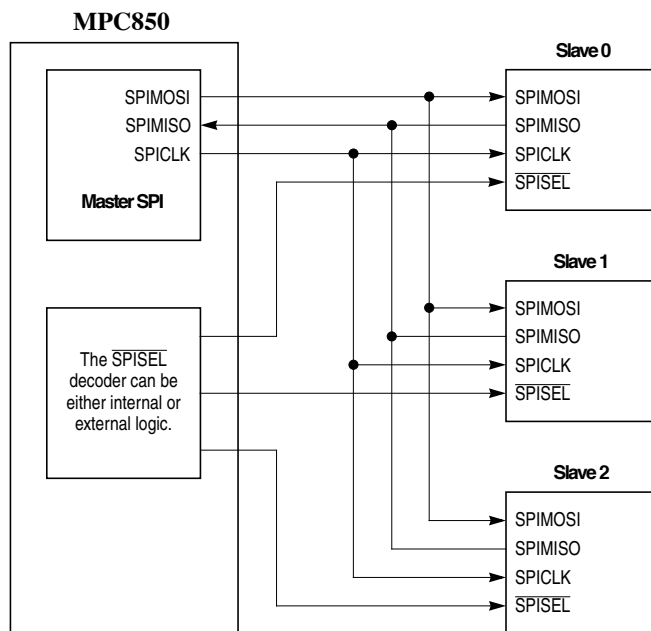 MPC850
SPIMOSI
SPIMISO
SPICLK
Master SPI
The SPISEL
decoder can be
either internal or
external logic.
Slave 0
SPIMOSI
SPIMISO
SPICLK
SPISEL
Slave 1
SPIMOSI
SPIMISO
SPICLK
SPISEL
Slave 2
SPIMOSI
SPIMISO
SPICLK
SPISEL